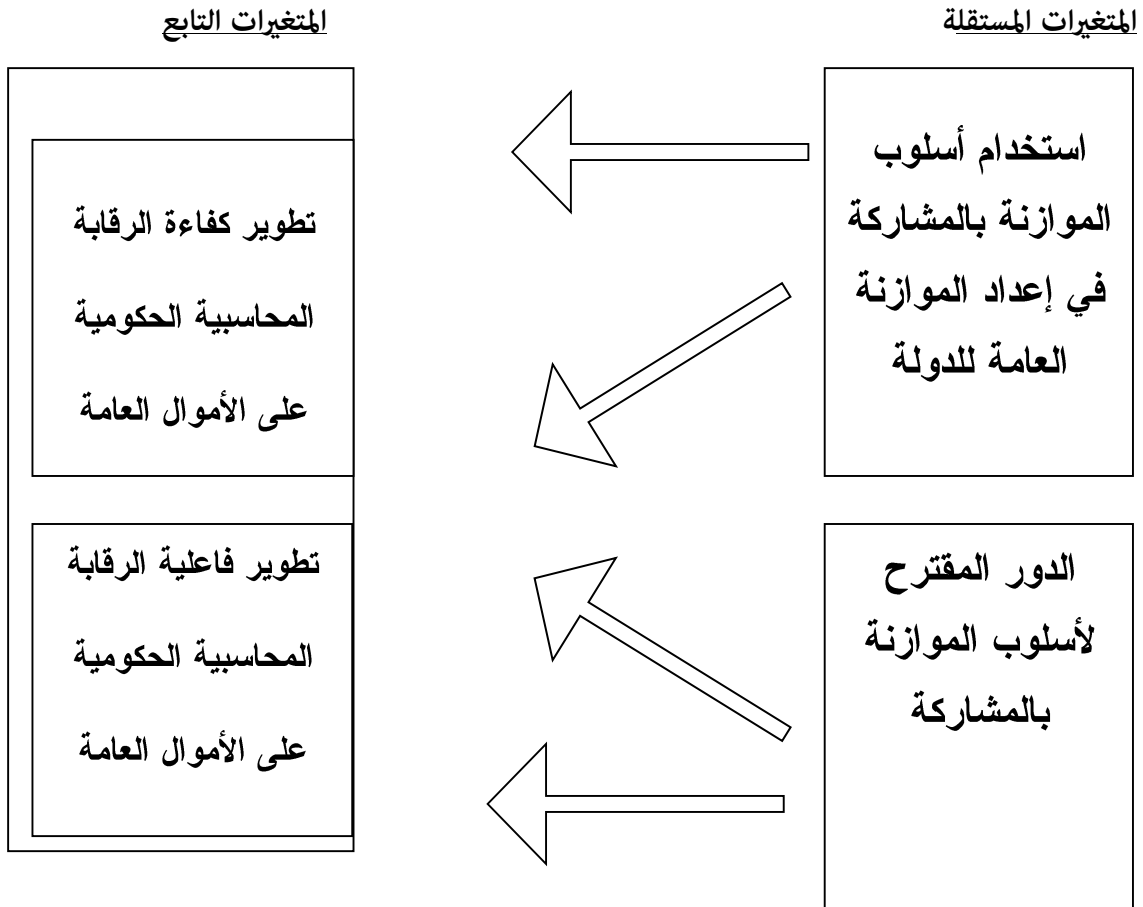 المتغيرات المستقلة
المتغيرات التابع
استخدام أسلوب
الموازنة بالمشاركة
في إعداد الموازنة
العامة للدولة
تطوير كفاءة الرقابة
المحاسبية الحكومية
على الأموال العامة
الدور المقترح
لأسلوب الموازنة
بالمشاركة
تطوير فاعلية الرقابة
المحاسبية الحكومية
على الأموال العامة